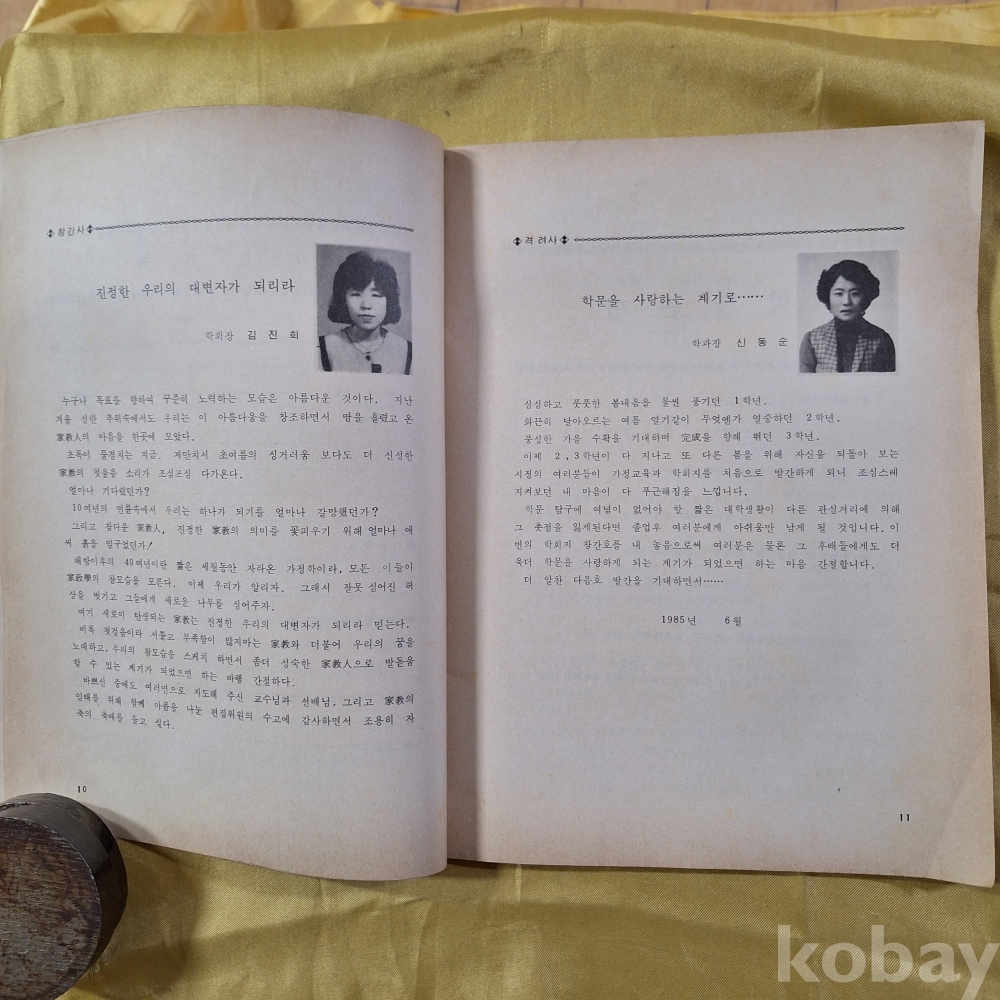 창간사
진정한 우리의 대변자가 되리라
학회장 김진희
누구나 목표를 향하여 꾸준히 노력하는 모습은 아름다운 것이다. 지난
겨울 심한 추위속에서도 우리는 이 아름다움을 창조하면서 땀을 흘렸고 온
家教人의 마음을 한곳에 모았다.
초록이 물결치는 지금. 저만치서 초여름의 싱거러움 보다도 더 신성한
家教의 첫울음 소리가 조심조심 다가온다.
얼마나 기다렸던가?
10여년의 연륜속에서 우리는 하나가 되기를 얼마나 갈망했던가?
그리고 참다운 家教人, 진정한 家教의 의미를 꽃피우기 위해 얼마나 애
써 흙을 일구었던가!
해방이후의 40여년이란 짧은 세월동안 자라온 가정학이라, 모든 이들이
家政學의 참모습을 모른다. 이제 우리가 알리자. 그래서 잘못 심어진 허
상을 벗기고 그들에게 새로운 나무를 심어주자.
여기 새로이 탄생되는 家教는 진정한 우리의 대변자가 되리라 믿는다.
비록 첫걸음이라 서툴고 부족함이 많지마는 家教와 더불어 우리의 꿈을
노래하고, 우리의 참모습을 스케치 하면서 좀더 성숙한 家教人으로 발돋움
할 수 있는 계기가 되었으면 하는 바램 간절하다.
바쁘신 중에도 여러면으로 지도해 주신 교수님과 선배님, 그리고 家教의
잉태를 위해 함께 아픔을 나눈 편집위원의 수고에 감사하면서 조용히 자
축의 축배를 들고 싶다.
10
격려사
학문을 사랑하는 계기로……
학과장 신동순
싱싱하고 풋풋한 봄내음을 물씬 풍기던 1학년.
화끈히 달아오르는 여름 열기같이 무엇엔가 열중하던 2학년.
풍성한 가을 수확을 기대하며 完成을 향해 뛰던 3학년.
이제 2,3학년이 다 지나고 또 다른 봄을 위해 자신을 되돌아 보는
시점의 여러분들이 가정교육과 학회지를 처음으로 발간하게 되니 조심스레
지켜보던 내 마음이 다 푸근해짐을 느낍니다.
학문 탐구에 여념이 없어야 할 짧은 대학생활이 다른 관심거리에 의해
그 촛점을 잃게된다면 졸업후 여러분에게 아쉬움만 남게 될 것입니다. 이
번의 학회지 창간호를 내 놓음으로써 여러분은 물론 그 후배들에게도 더
욱더 학문을 사랑하게 되는 계기가 되었으면 하는 마음 간절합니다.
더 알찬 다음호 발간을 기대하면서……
1985년 6월
11
kobay